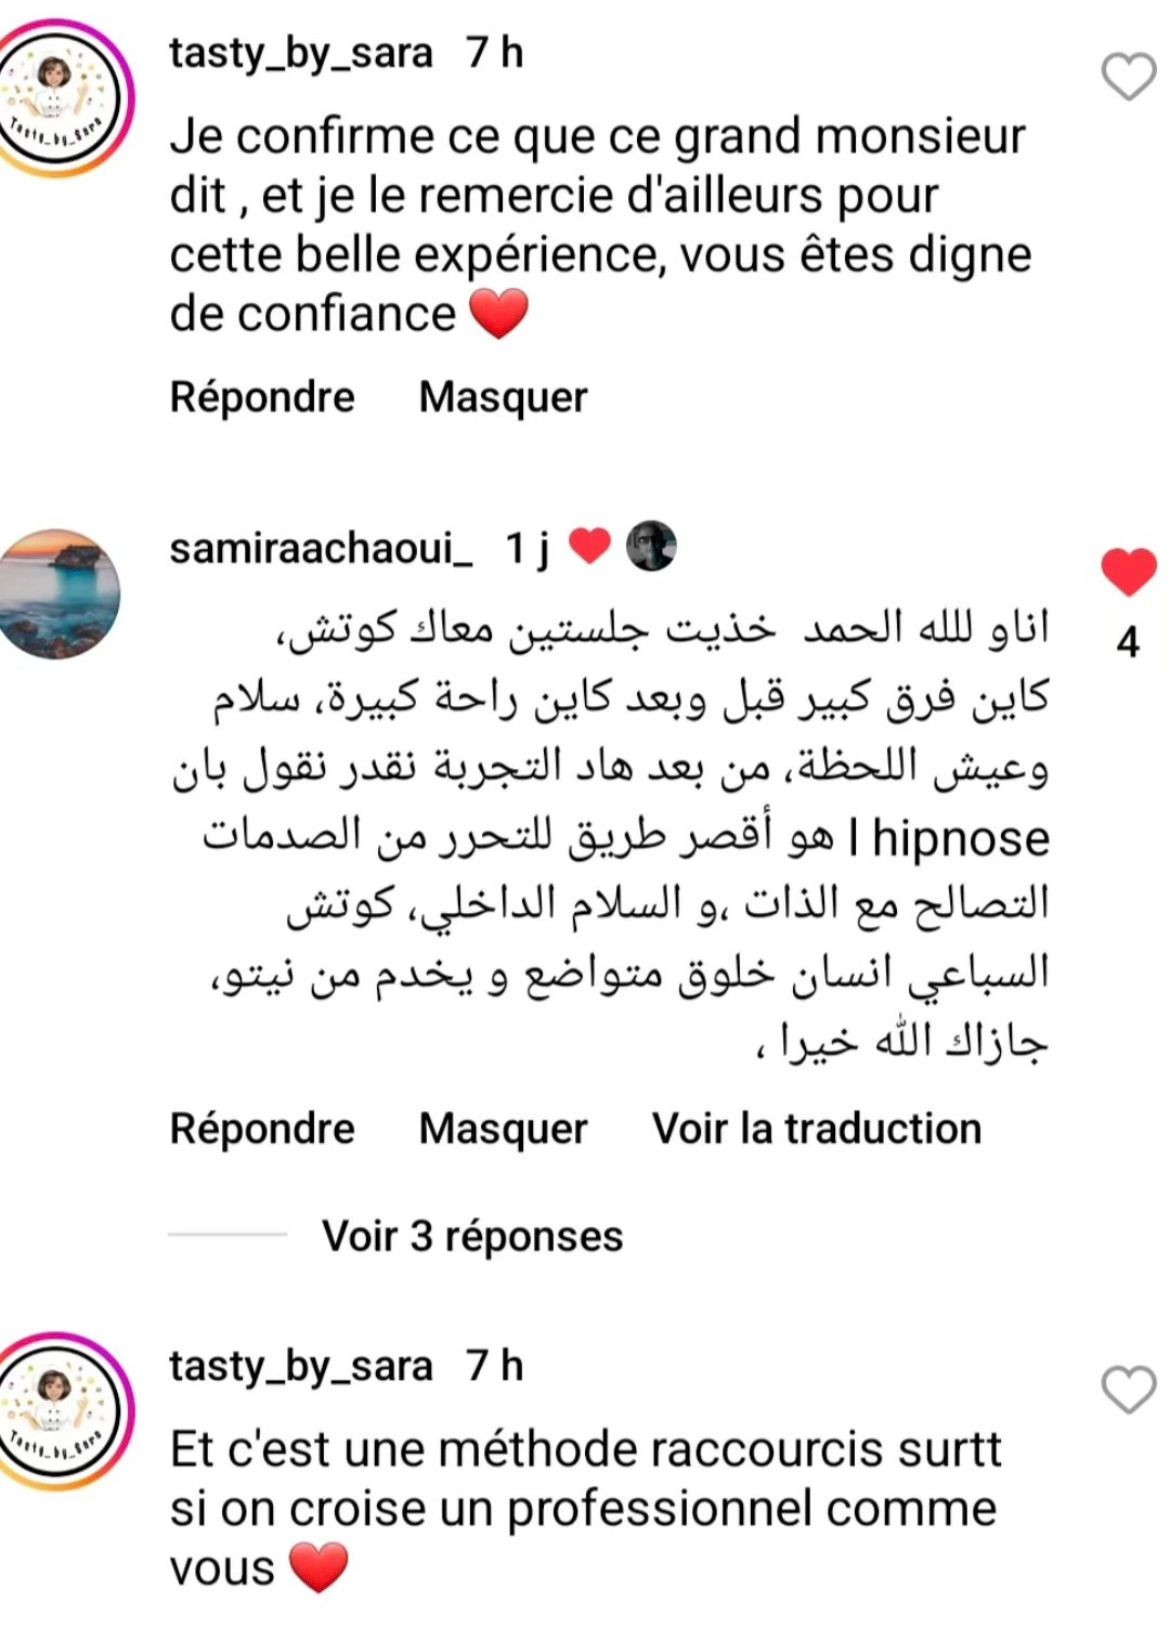 tasty_by_sara 7 h
Je confirme ce que ce grand monsieur
dit , et je le remercie d'ailleurs pour
cette belle expérience, vous êtes digne
de confiance ❤️
Répondre Masquer
samiraachaoui_ 1 j ❤️
اناو لللە الحمد خذيت جلستين معاك كوتش،
4
كاين فرق كبير قبل وبعد كاين راحة كبيرة، سلام
وعيش اللحظة، من بعد هاد التجربة نقدر نقول بان
l hipnose هو أقصر طريق للتحرر من الصدمات
التصالح مع الذات ،و السلام الداخلي، كوتش
السباعي انسان خلوق متواضع و يخدم من نيتو،
جازاك الله خيرا ،
Répondre Masquer Voir la traduction
Voir 3 réponses
tasty_by_sara 7 h
Et c'est une méthode raccourcis surtt
si on croise un professionnel comme
vous ❤️
Tasty_by_Sara
Tasty_by_Sara